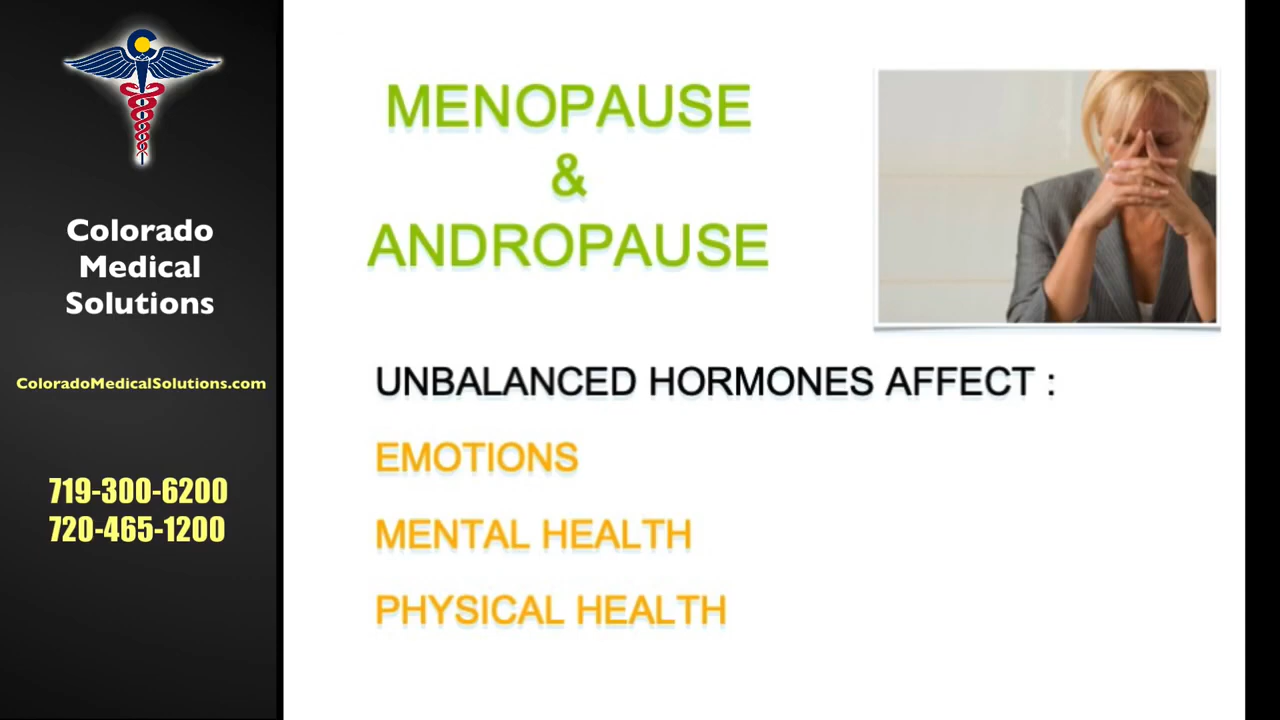 Colorado
Medical
Solutions
ColoradoMedicalSolutions.com
719-300-6200
720-465-1200
MENOPAUSE
&
ANDROPAUSE
UNBALANCED HORMONES AFFECT :
EMOTIONS
MENTAL HEALTH
PHYSICAL HEALTH